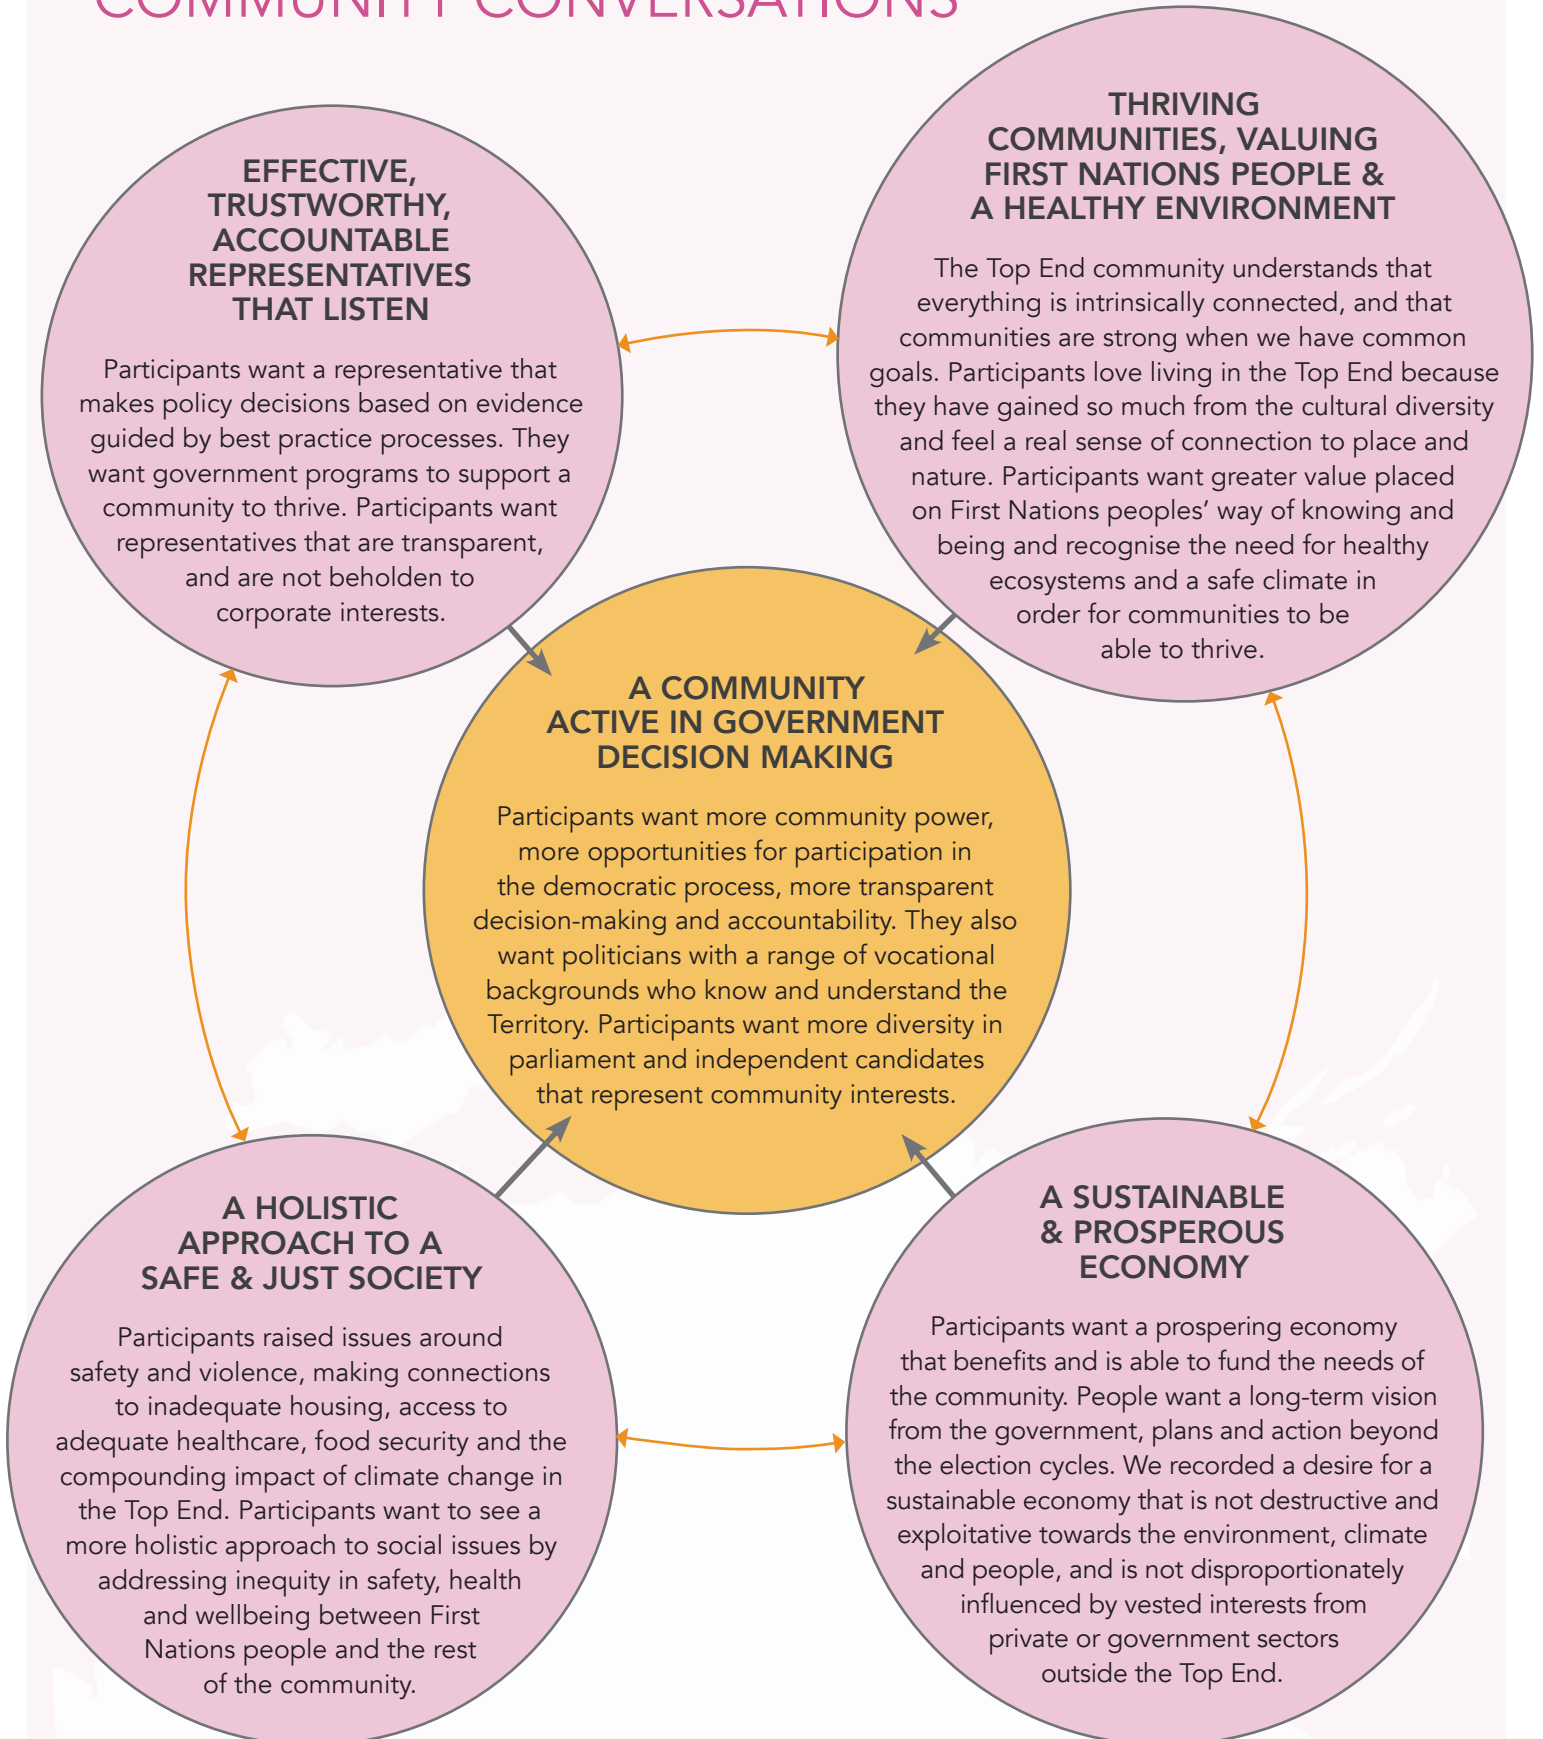 COMMUNITY CONVERSATIONS
EFFECTIVE,
TRUSTWORTHY,
ACCOUNTABLE
REPRESENTATIVES
THAT LISTEN
Participants want a representative that
makes policy decisions based on evidence
guided by best practice processes. They
want government programs to support a
community to thrive. Participants want
representatives that are transparent,
and are not beholden to
corporate interests.
THRIVING
COMMUNITIES, VALUING
FIRST NATIONS PEOPLE &
A HEALTHY ENVIRONMENT
The Top End community understands that
everything is intrinsically connected, and that
communities are strong when we have common
goals. Participants love living in the Top End because
they have gained so much from the cultural diversity
and feel a real sense of connection to place and
nature. Participants want greater value placed
on First Nations peoples’ way of knowing and
being and recognise the need for healthy
ecosystems and a safe climate in
order for communities to be
able to thrive.
A COMMUNITY
ACTIVE IN GOVERNMENT
DECISION MAKING
Participants want more community power,
more opportunities for participation in
the democratic process, more transparent
decision-making and accountability. They also
want politicians with a range of vocational
backgrounds who know and understand the
Territory. Participants want more diversity in
parliament and independent candidates
that represent community interests.
A HOLISTIC
APPROACH TO A
SAFE & JUST SOCIETY
Participants raised issues around
safety and violence, making connections
to inadequate housing, access to
adequate healthcare, food security and the
compounding impact of climate change in
the Top End. Participants want to see a
more holistic approach to social issues by
addressing inequity in safety, health
and wellbeing between First
Nations people and the rest
of the community.
A SUSTAINABLE
& PROSPEROUS
ECONOMY
Participants want a prospering economy
that benefits and is able to fund the needs of
the community. People want a long-term vision
from the government, plans and action beyond
the election cycles. We recorded a desire for a
sustainable economy that is not destructive and
exploitative towards the environment, climate
and people, and is not disproportionately
influenced by vested interests from
private or government sectors
outside the Top End.